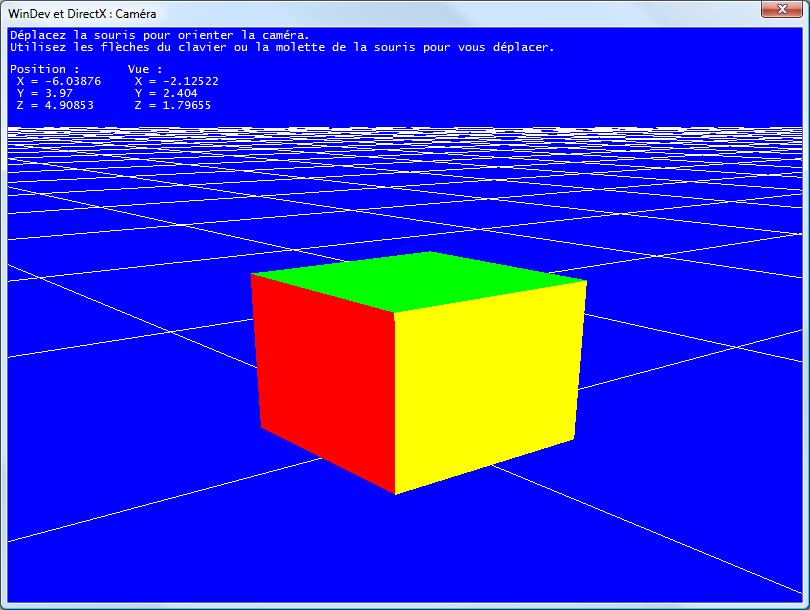 WinDev et DirectX : Caméra
Déplacez la souris pour orienter la caméra.
Utilisez les flèches du clavier ou la molette de la souris pour vous déplacer.
Position : Vue :
X = -6.03876 X = -2.12522
Y = 3.97 Y = 2.404
Z = 4.90853 Z = 1.79655